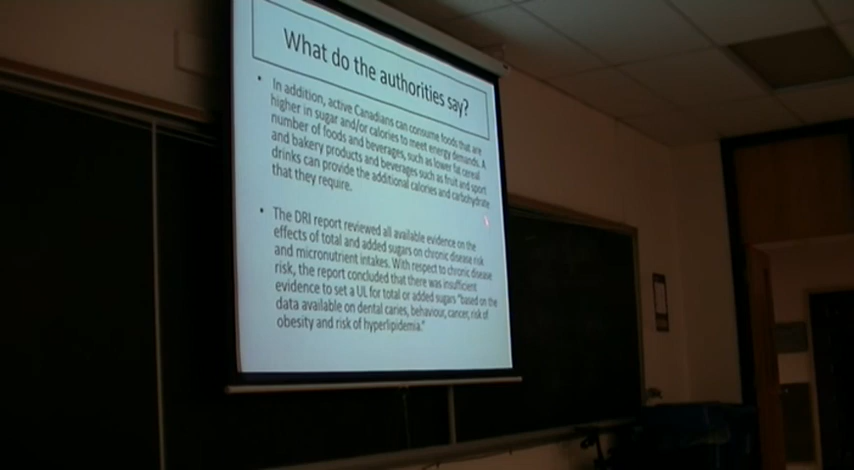 What do the authorities say?
• In addition, active Canadians can consume foods that are
higher in sugar and/or calories to meet energy demands. A
number of foods and beverages, such as lower fat cereal
and bakery products and beverages such as fruit and sport
drinks can provide the additional calories and carbohydrate
that they require.
• The DRI report reviewed all available evidence on the
effects of total and added sugars on chronic disease risk
and micronutrient intakes. With respect to chronic disease
risk, the report concluded that there was insufficient
evidence to set a UL for total or added sugars "based on the
data available on dental caries, behaviour, cancer, risk of
obesity and risk of hyperlipidemia."